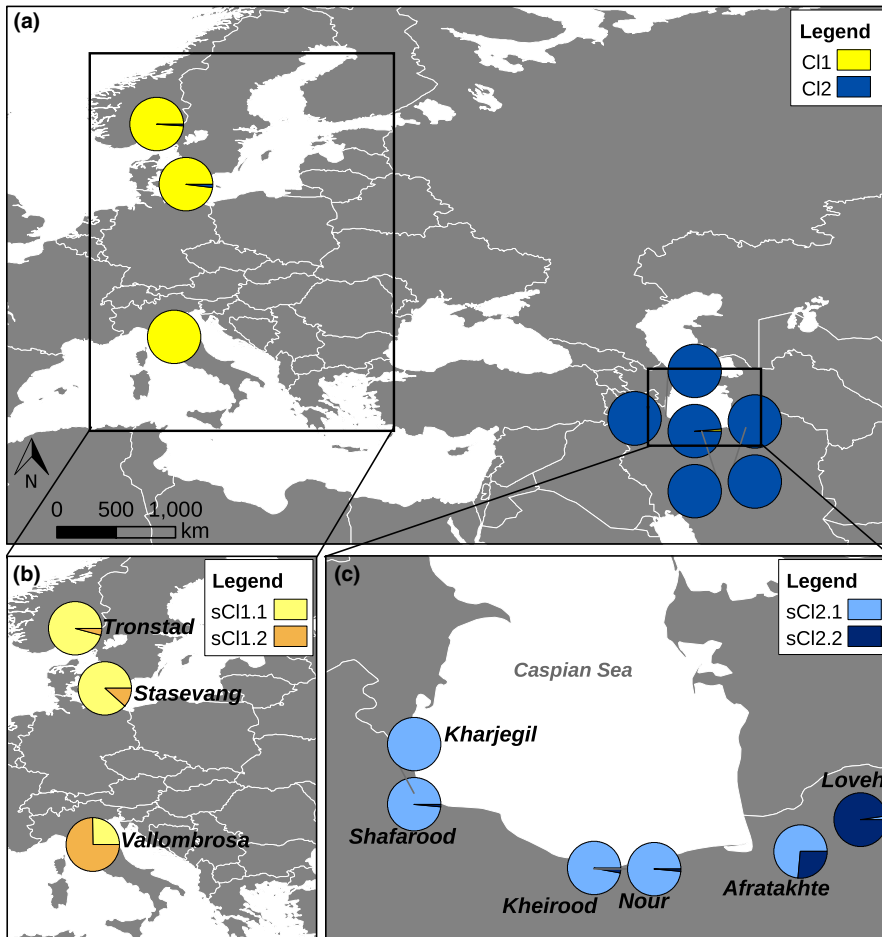 (a)
Legend
Cl1
Cl2
N
0 500 1,000
km
(b)
Legend
sCl1.1
sCl1.2
Tronstad
Stasevang
Vallombrosa
(c)
Legend
sCl2.1
sCl2.2
Caspian Sea
Kharjegil
Shafarood
Loveh
Afratakhte
Kheirood
Nour